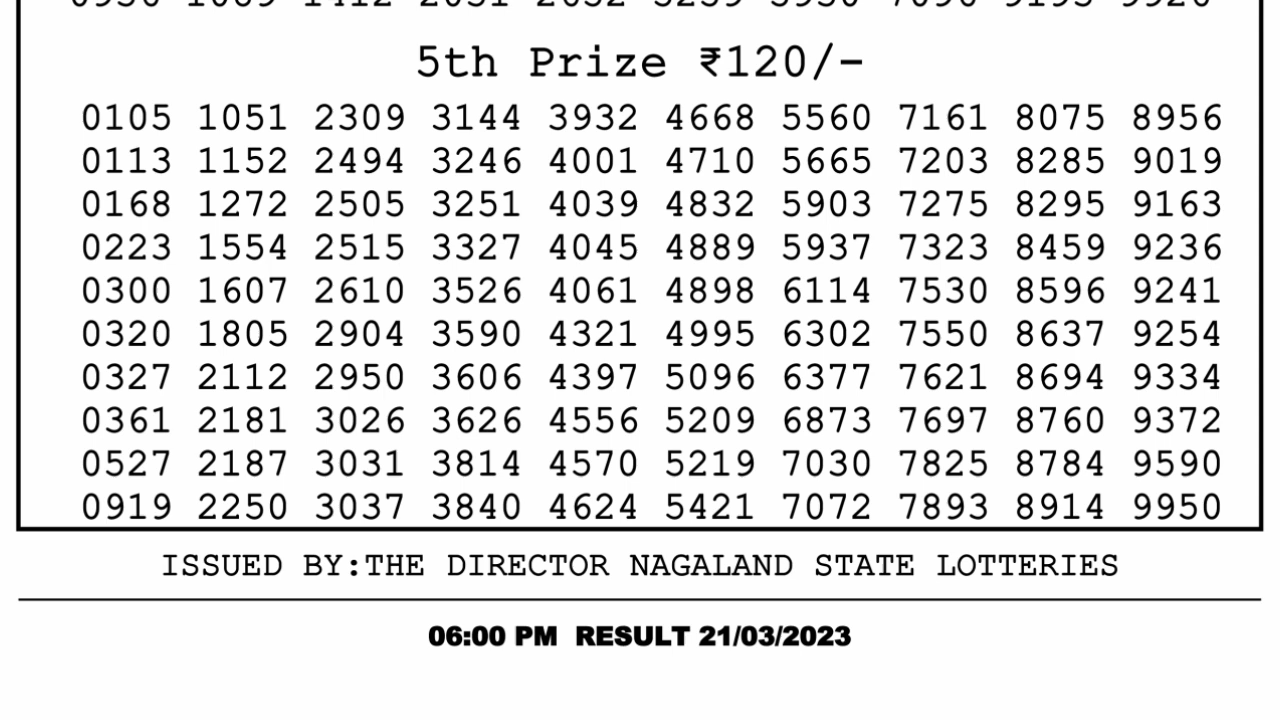 5th Prize ₹120/-
0105 1051 2309 3144 3932 4668 5560 7161 8075 8956
0113 1152 2494 3246 4001 4710 5665 7203 8285 9019
0168 1272 2505 3251 4039 4832 5903 7275 8295 9163
0223 1554 2515 3327 4045 4889 5937 7323 8459 9236
0300 1607 2610 3526 4061 4898 6114 7530 8596 9241
0320 1805 2904 3590 4321 4995 6302 7550 8637 9254
0327 2112 2950 3606 4397 5096 6377 7621 8694 9334
0361 2181 3026 3626 4556 5209 6873 7697 8760 9372
0527 2187 3031 3814 4570 5219 7030 7825 8784 9590
0919 2250 3037 3840 4624 5421 7072 7893 8914 9950
ISSUED BY:THE DIRECTOR NAGALAND STATE LOTTERIES
06:00 PM RESULT 21/03/2023